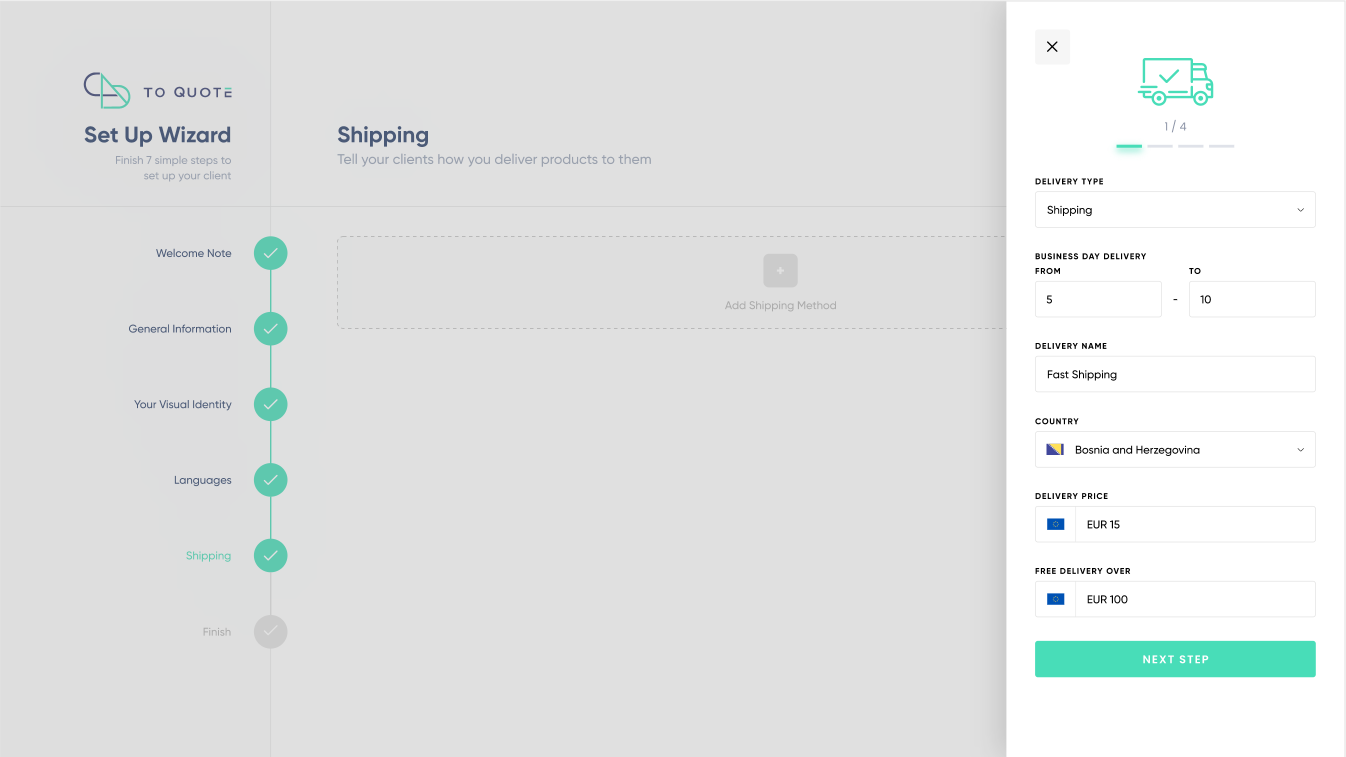 TO QUOTE
Set Up Wizard
Finish 7 simple steps to
set up your client
Shipping
Tell your clients how you deliver products to them
Welcome Note
General Information
Your Visual Identity
Languages
Shipping
Finish
Add Shipping Method
1 / 4
DELIVERY TYPE
Shipping
BUSINESS DAY DELIVERY
FROM TO
5 - 10
DELIVERY NAME
Fast Shipping
COUNTRY
Bosnia and Herzegovina
DELIVERY PRICE
EUR 15
FREE DELIVERY OVER
EUR 100
NEXT STEP